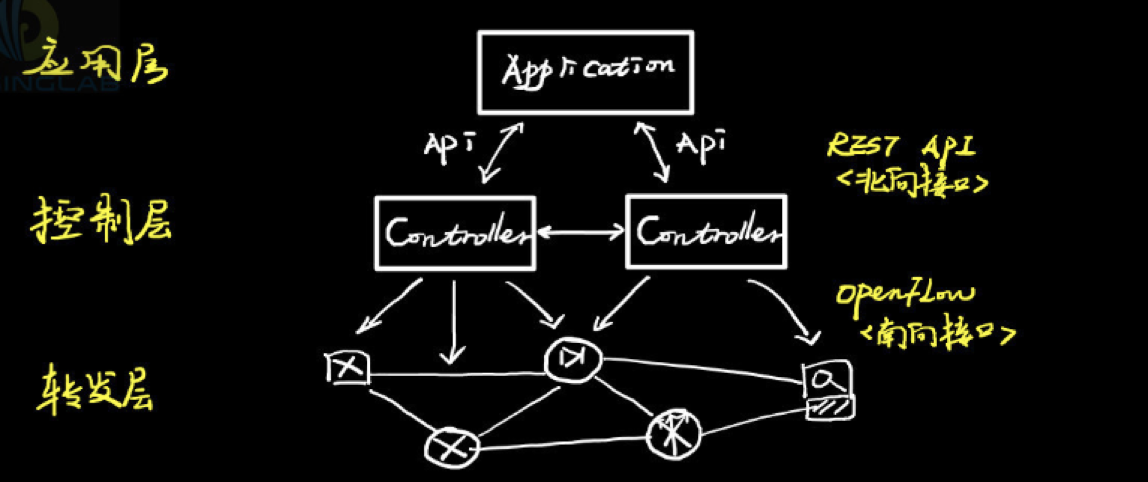 应用层
Application
Api
Api
REST API
<北向接口>
控制层
Controller
Controller
OpenFlow
<南向接口>
转发层